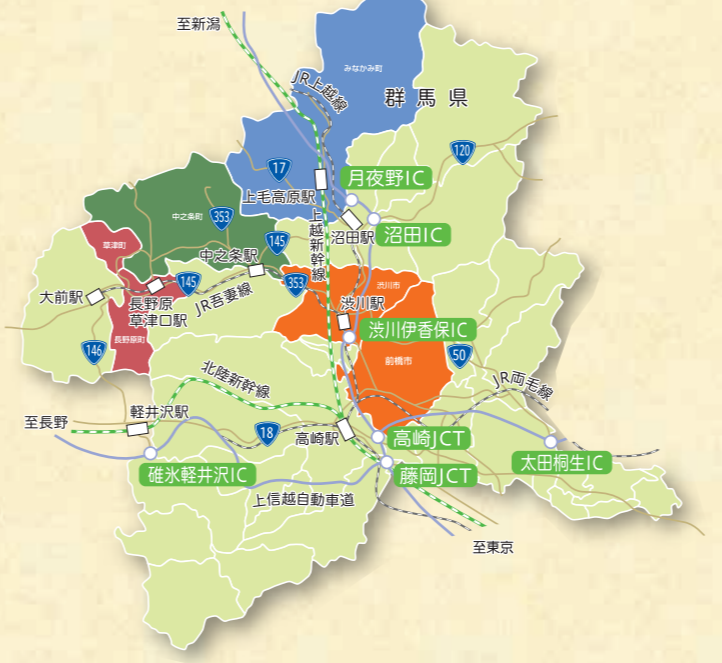 至新潟
みなかみ町
JR上越線
群馬県
120
17
月夜野IC
上毛高原駅
中之条町
353
上越新幹線
沼田駅
沼田IC
草津町
145
中之条駅
145
353
渋川市
大前駅
長野原
草津口駅
JR吾妻線
渋川駅
渋川伊香保IC
長野原町
146
前橋市
50
北陸新幹線
JR両毛線
軽井沢駅
至長野
18
高崎駅
高崎JCT
太田桐生IC
碓氷軽井沢IC
藤岡JCT
上信越自動車道
至東京